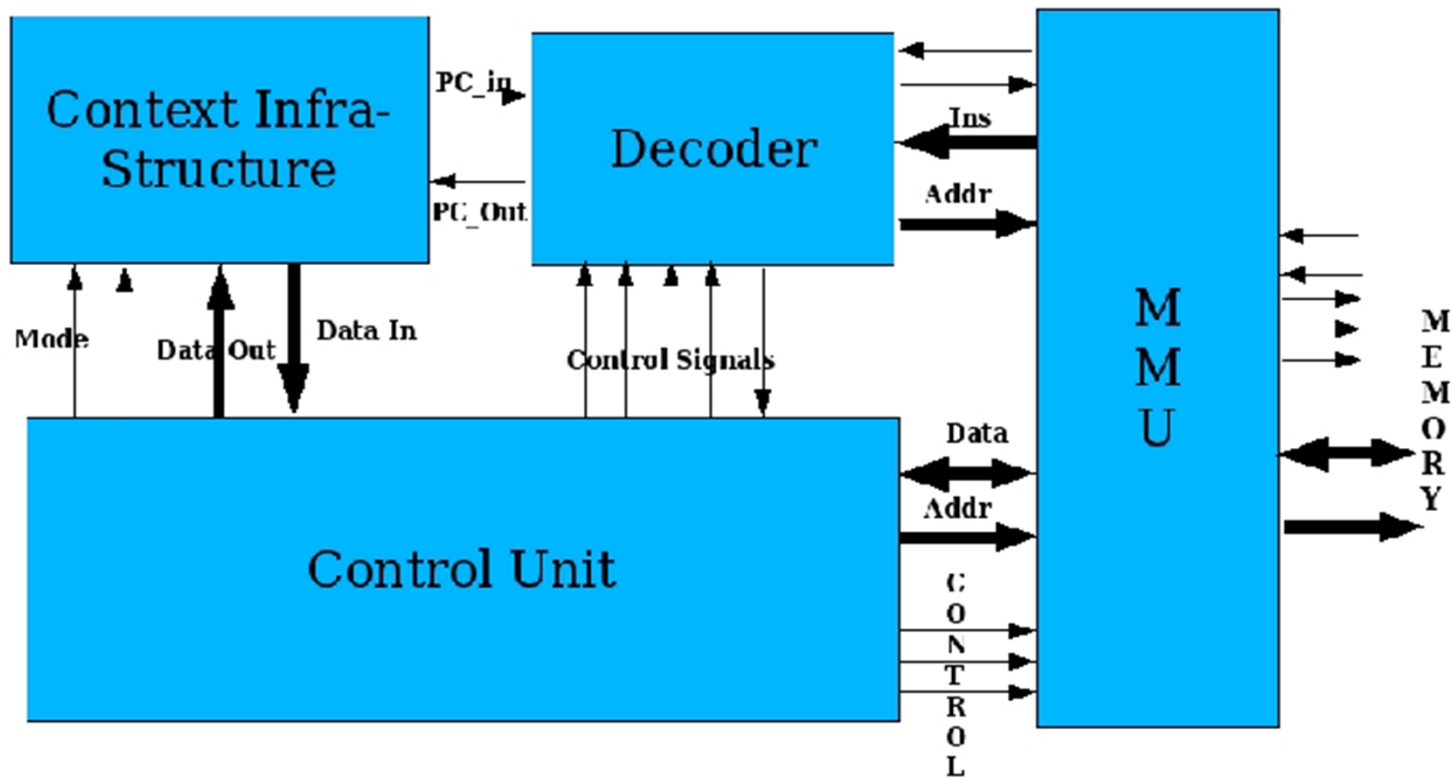 Context Infra-
Structure
PC_in
PC_Out
Decoder
Ins
Addr
M
M
U
M
E
M
O
R
Y
Mode
Data Out
Data In
Control Signals
Data
Addr
Control Unit
C
O
N
T
R
O
L